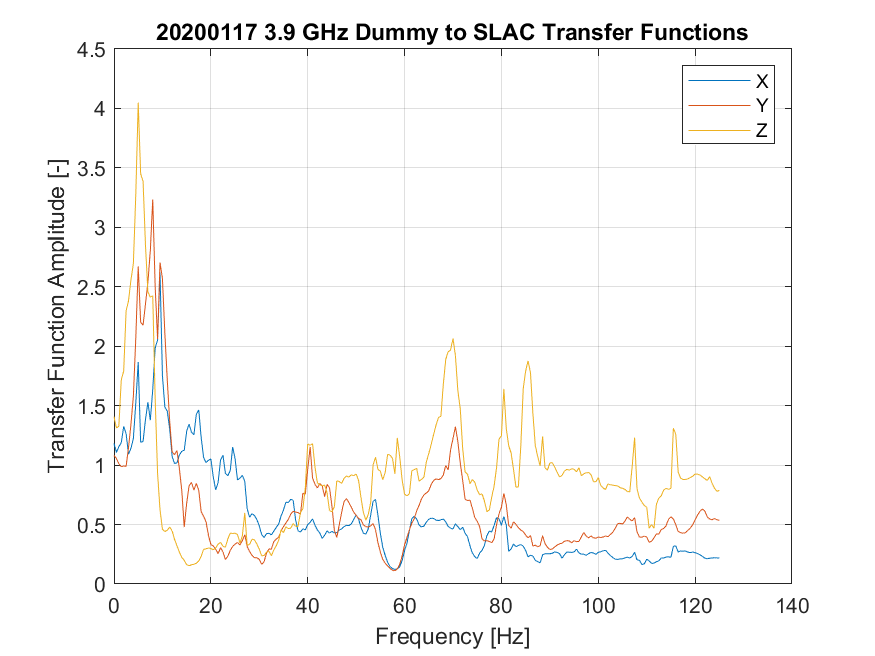 20200117 3.9 GHz Dummy to SLAC Transfer Functions
4.5
4
3.5
3
2.5
2
1.5
1
0.5
0
Transfer Function Amplitude [-]
X
Y
Z
0 20 40 60 80 100 120 140
Frequency [Hz]